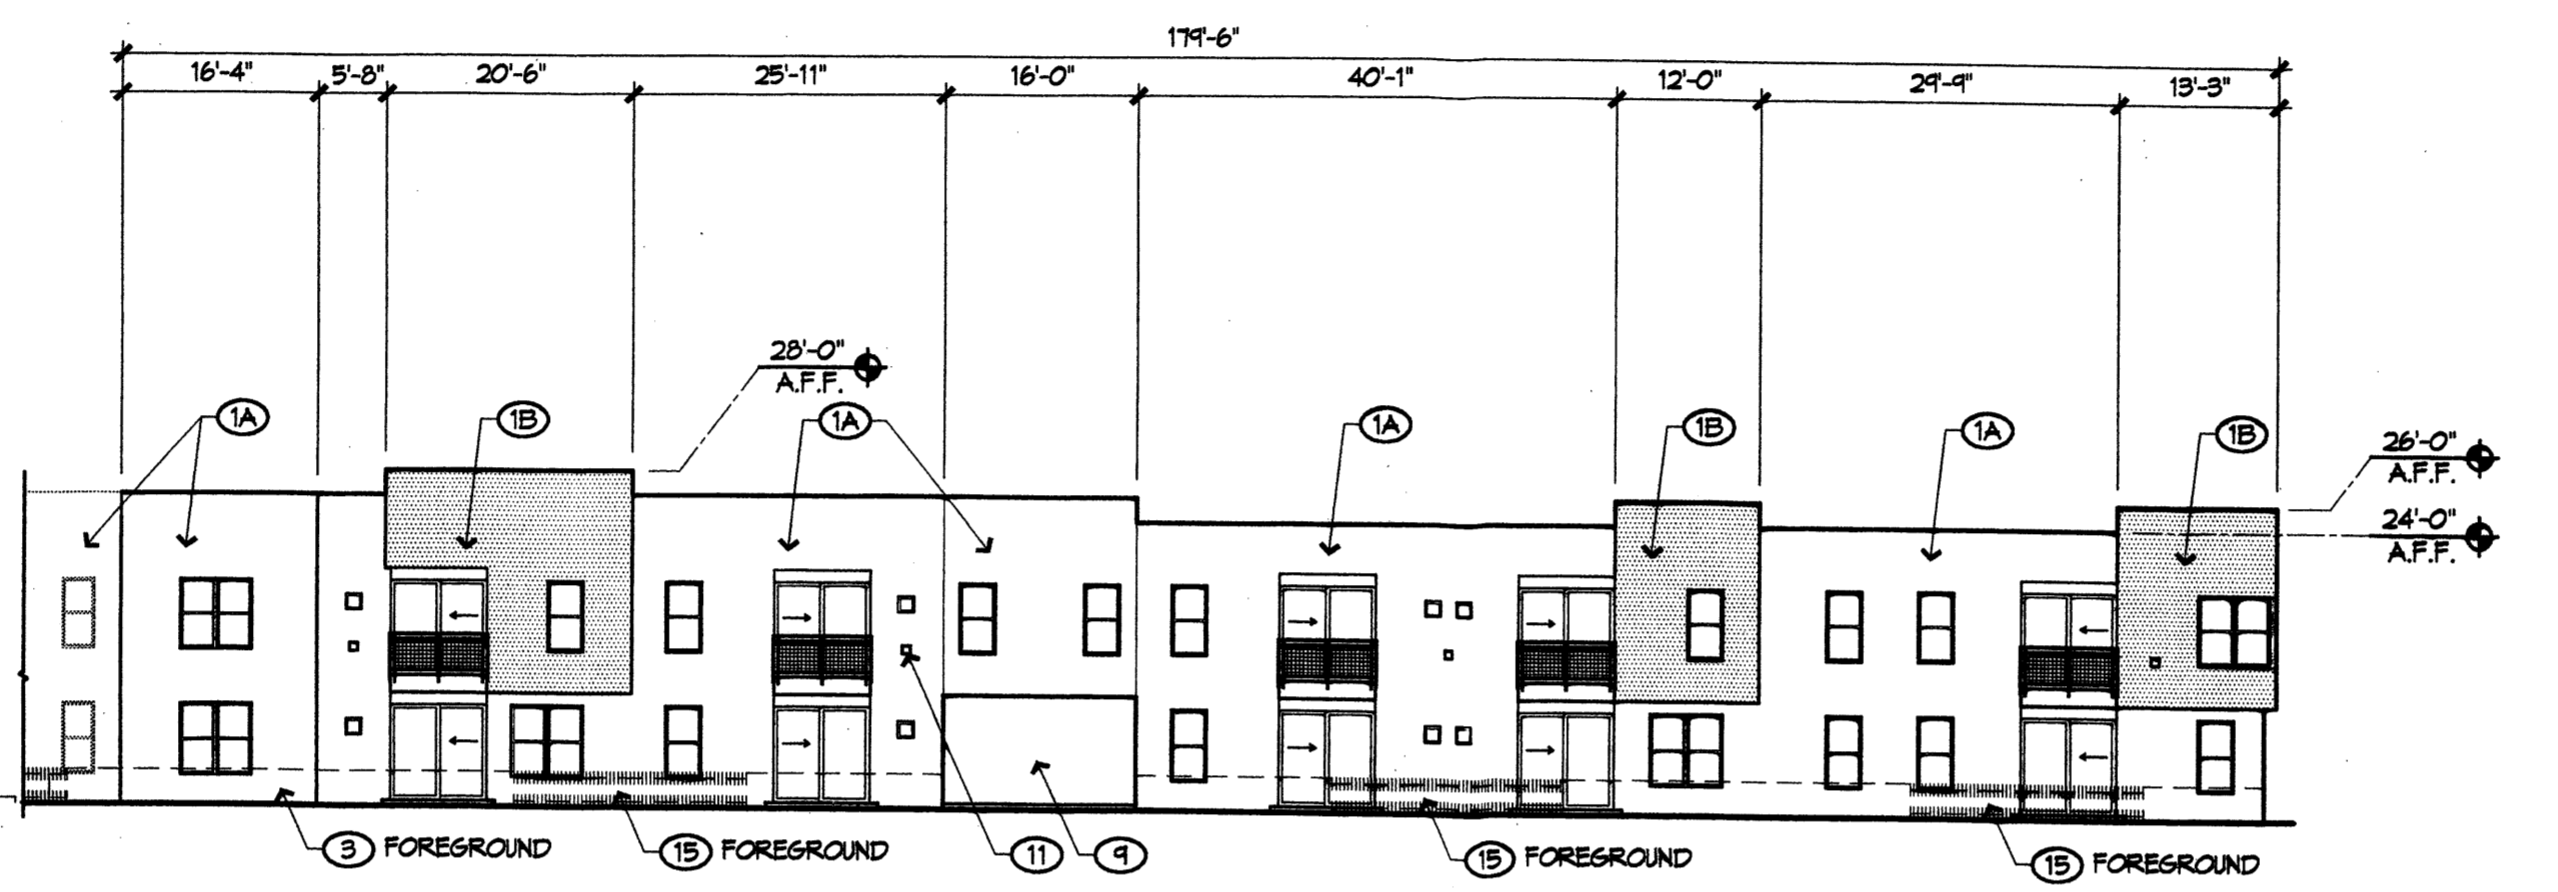 179'-6"
16'-4" 5'-8" 20'-6" 25'-11" 16'-0" 40'-1" 12'-0" 29'-9" 13'-3"
28'-0"
A.F.F.
1A 1B 1A 1A 1B 1A 1B
26'-0"
A.F.F.
24'-0"
A.F.F.
3 FOREGROUND 15 FOREGROUND 11 9 15 FOREGROUND 15 FOREGROUND